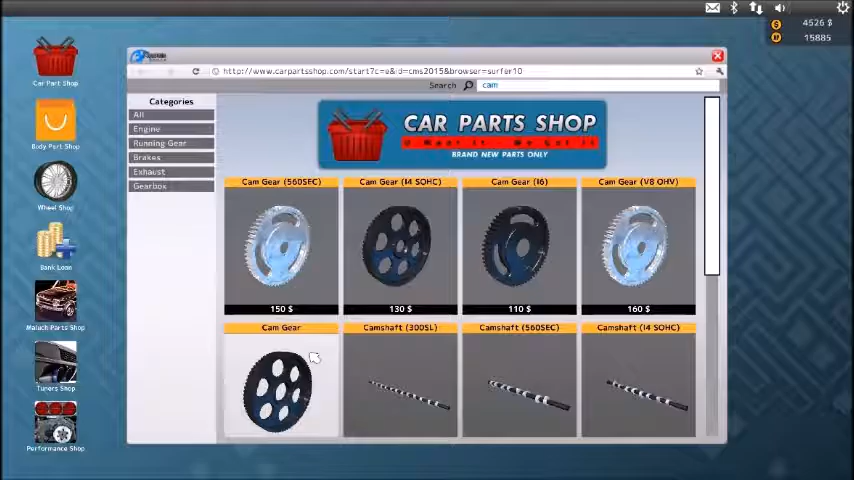 4526 $
15885
Car Part Shop
Body Part Shop
Wheel Shop
Bank Loan
Maluch Parts Shop
Tuners Shop
Performance Shop
http://www.carpartsshop.com/start?c=e&id=cms2015&browser=surfer10
Search
cam
Categories
All
Engine
Running Gear
Brakes
Exhaust
Gearbox
CAR PARTS SHOP
BRAND NEW PARTS ONLY
Cam Gear (560SEC)
Cam Gear (I4 SOHC)
Cam Gear (I6)
Cam Gear (V8 OHV)
150 $
130 $
110 $
160 $
Cam Gear
Camshaft (300SL)
Camshaft (560SEC)
Camshaft (I4 SOHC)